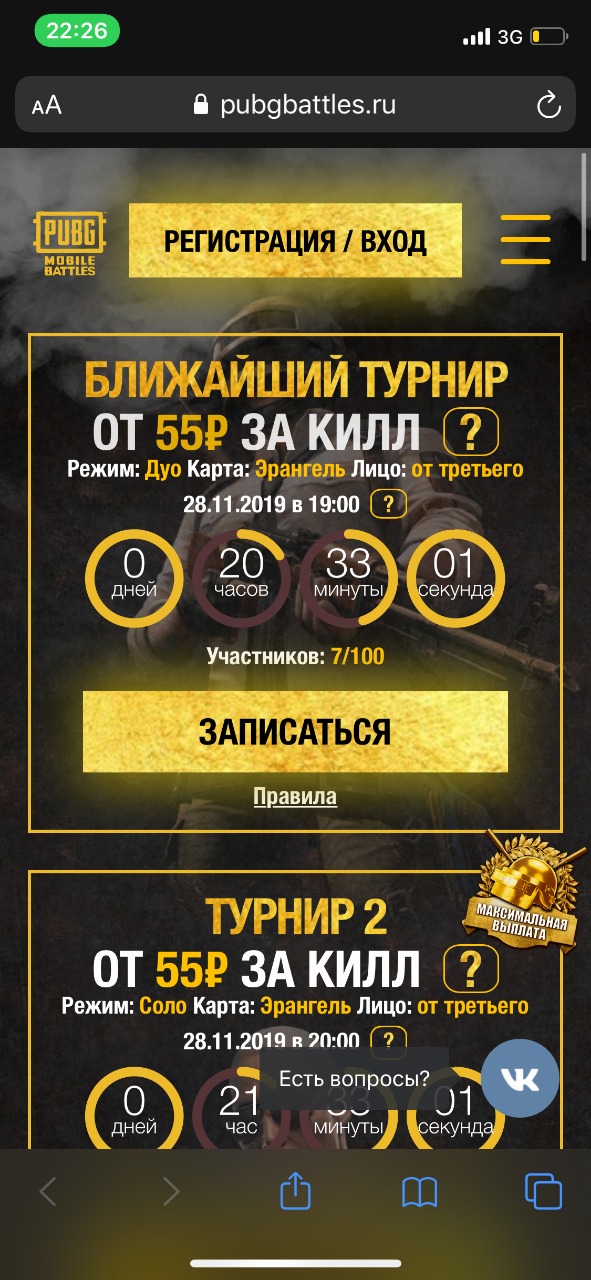 22:26
3G
AA
pubgbattles.ru
PUBG
MOBILE
BATTLES
РЕГИСТРАЦИЯ / ВХОД
БЛИЖАЙШИЙ ТУРНИР
ОТ 55₽ ЗА КИЛЛ ?
Режим: Дуо Карта: Эрангель Лицо: от третьего
28.11.2019 в 19:00 ?
0 20 33 01
дней часов минуты секунда
Участников: 7/100
ЗАПИСАТЬСЯ
Правила
МАКСИМАЛЬНАЯ
ВЫПЛАТА
ТУРНИР 2
ОТ 55₽ ЗА КИЛЛ ?
Режим: Соло Карта: Эрангель Лицо: от третьего
28.11.2019 в 20:00 ?
Есть вопросы?
0 21 33 01
дней час минуты секунда